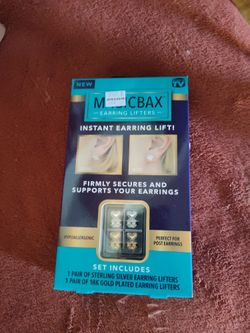 NEW
EARRING LIFTERS
INSTANT EARRING LIFT!
FIRMLY SECURES AND
SUPPORTS YOUR EARRINGS
HYPOALLERGENIC
PERFECT FOR
POST EARRINGS
SET INCLUDES
1 PAIR OF STERLING SILVER EARRING LIFTERS
1 PAIR OF 18K GOLD PLATED EARRING LIFTERS